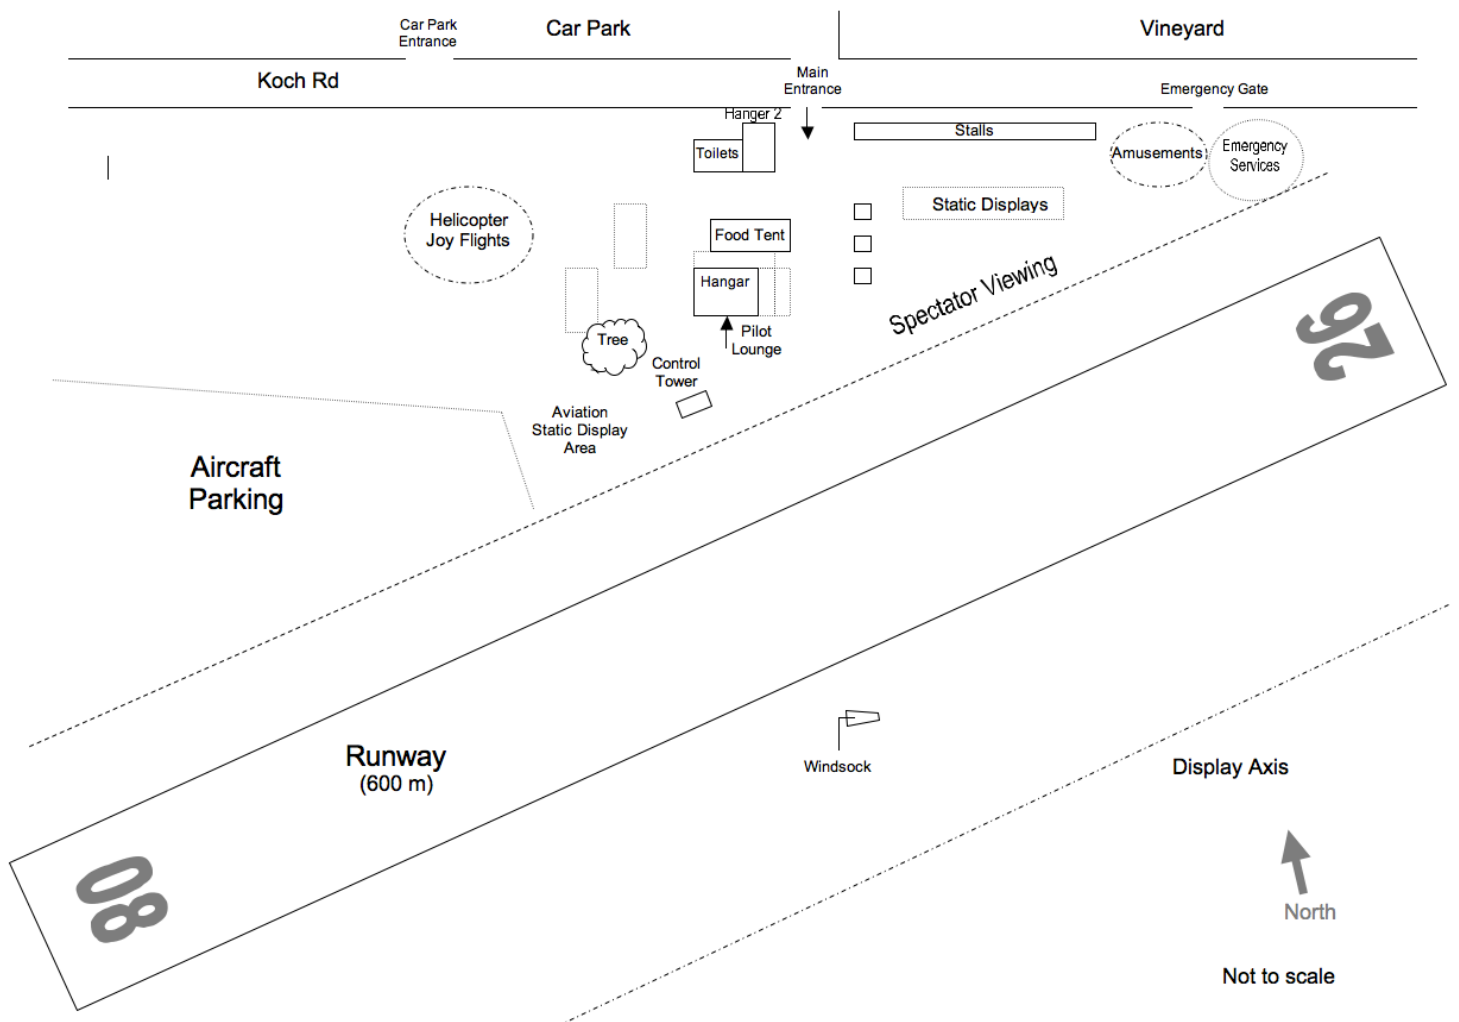 Car Park
Entrance
Car Park
Vineyard
Koch Rd
Main
Entrance
Emergency Gate
Hanger 2
Toilets
Stalls
Amusements
Emergency
Services
Helicopter
Joy Flights
Static Displays
Food Tent
Hangar
Spectator Viewing
Pilot
Lounge
Tree
Control
Tower
26
Aviation
Static Display
Area
Aircraft
Parking
Runway
(600 m)
Windsock
Display Axis
08
North
Not to scale